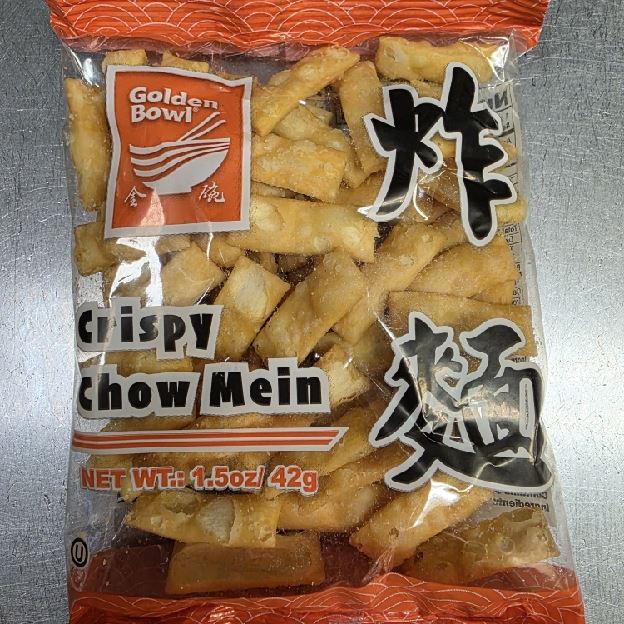 Golden
Bowl®
金碗
炸
麵
Crispy
Chow Mein
NET WT.: 1.5oz/ 42g
U